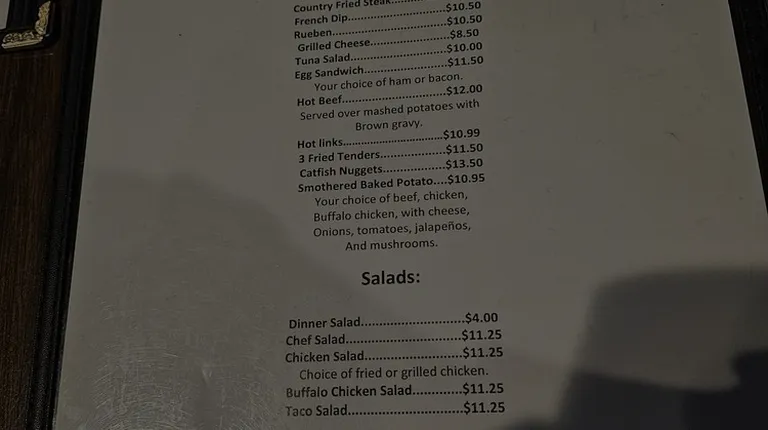 Country Fried Steak..........
French Dip....................$10.50
Rueben........................$10.50
Grilled Cheese................$8.50
Tuna Salad....................$10.00
Egg Sandwich..................$11.50
Your choice of ham or bacon.
Hot Beef......................$12.00
Served over mashed potatoes with
Brown gravy.
Hot links.....................$10.99
3 Fried Tenders...............$11.50
Catfish Nuggets...............$13.50
Smothered Baked Potato....$10.95
Your choice of beef, chicken,
Buffalo chicken, with cheese,
Onions, tomatoes, jalapeños,
And mushrooms.
Salads:
Dinner Salad..........................$4.00
Chef Salad............................$11.25
Chicken Salad.........................$11.25
Choice of fried or grilled chicken.
Buffalo Chicken Salad............$11.25
Taco Salad............................$11.25